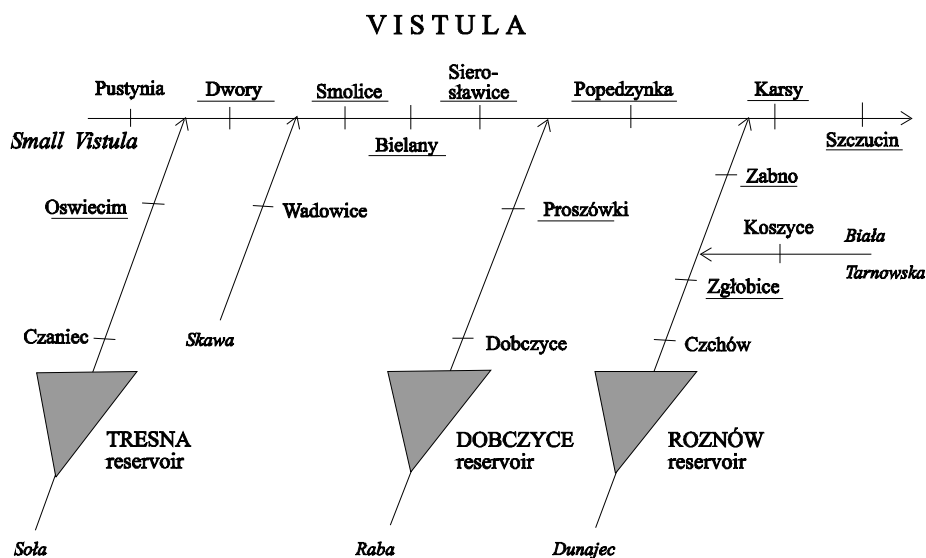 VISTULA
Pustynia
Dwory
Smolice
Siero-
sławice
Popedzynka
Karsy
Small Vistula
Bielany
Szczucin
Oswiecim
Wadowice
Proszówki
Zabno
Koszyce
Biała
Tarnowska
Zgłobice
Czaniec
Skawa
Dobczyce
Czchów
TRESNA
reservoir
DOBCZYCE
reservoir
ROZNÓW
reservoir
Soła
Raba
Dunajec